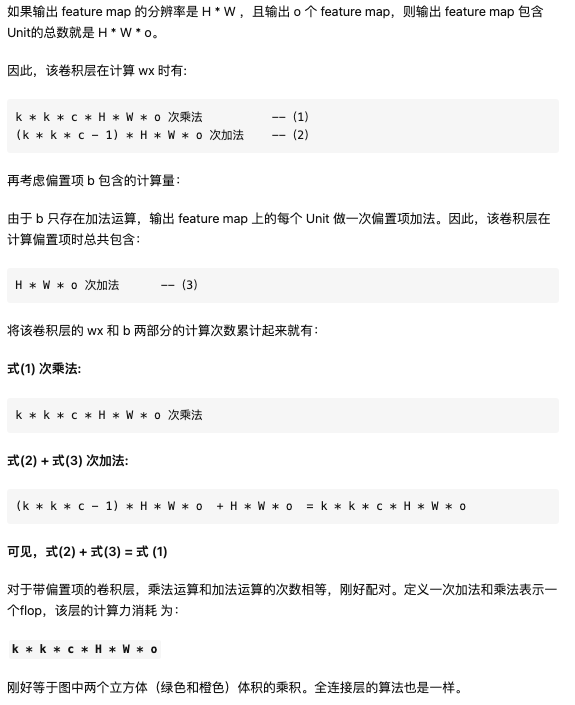 如果输出 feature map 的分辨率是 H * W ，且输出 o 个 feature map，则输出 feature map 包含
Unit的总数就是 H * W * o。
因此，该卷积层在计算 wx 时有:
k * k * c * H * W * o 次乘法          —— (1)
(k * k * c － 1) * H * W * o 次加法    —— (2)
再考虑偏置项 b 包含的计算量：
由于 b 只存在加法运算，输出 feature map 上的每个 Unit 做一次偏置项加法。因此，该卷积层在
计算偏置项时总共包含：
H * W * o 次加法      —— (3)
将该卷积层的 wx 和 b 两部分的计算次数累计起来就有：
式(1) 次乘法:
k * k * c * H * W * o 次乘法
式(2) + 式(3) 次加法:
(k * k * c － 1) * H * W * o  + H * W * o  = k * k * c * H * W * o
可见，式(2) + 式(3) = 式 (1)
对于带偏置项的卷积层，乘法运算和加法运算的次数相等，刚好配对。定义一次加法和乘法表示一
个flop，该层的计算力消耗 为：
k * k * c * H * W * o
刚好等于图中两个立方体（绿色和橙色）体积的乘积。全连接层的算法也是一样。